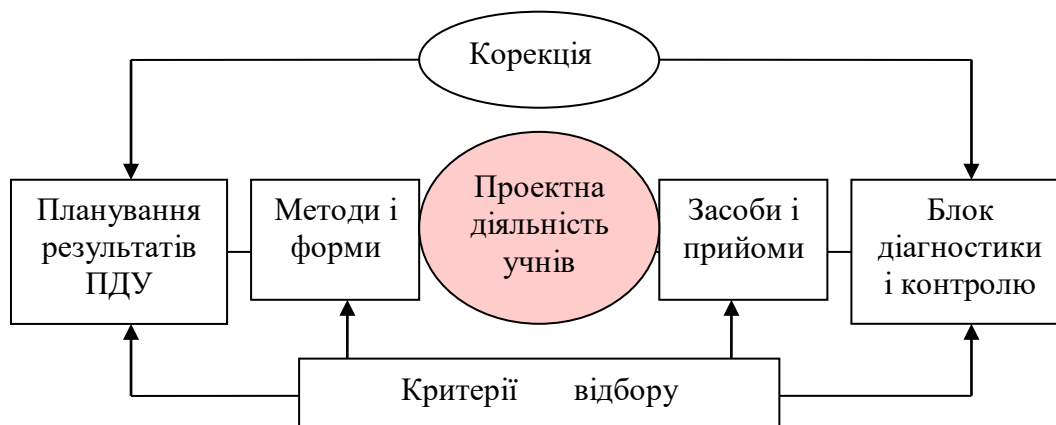 Корекція
Планування
результатів
ПДУ
Методи і
форми
Проектна
діяльність
учнів
Засоби і
прийоми
Блок
діагностики
і контролю
Критерії відбору